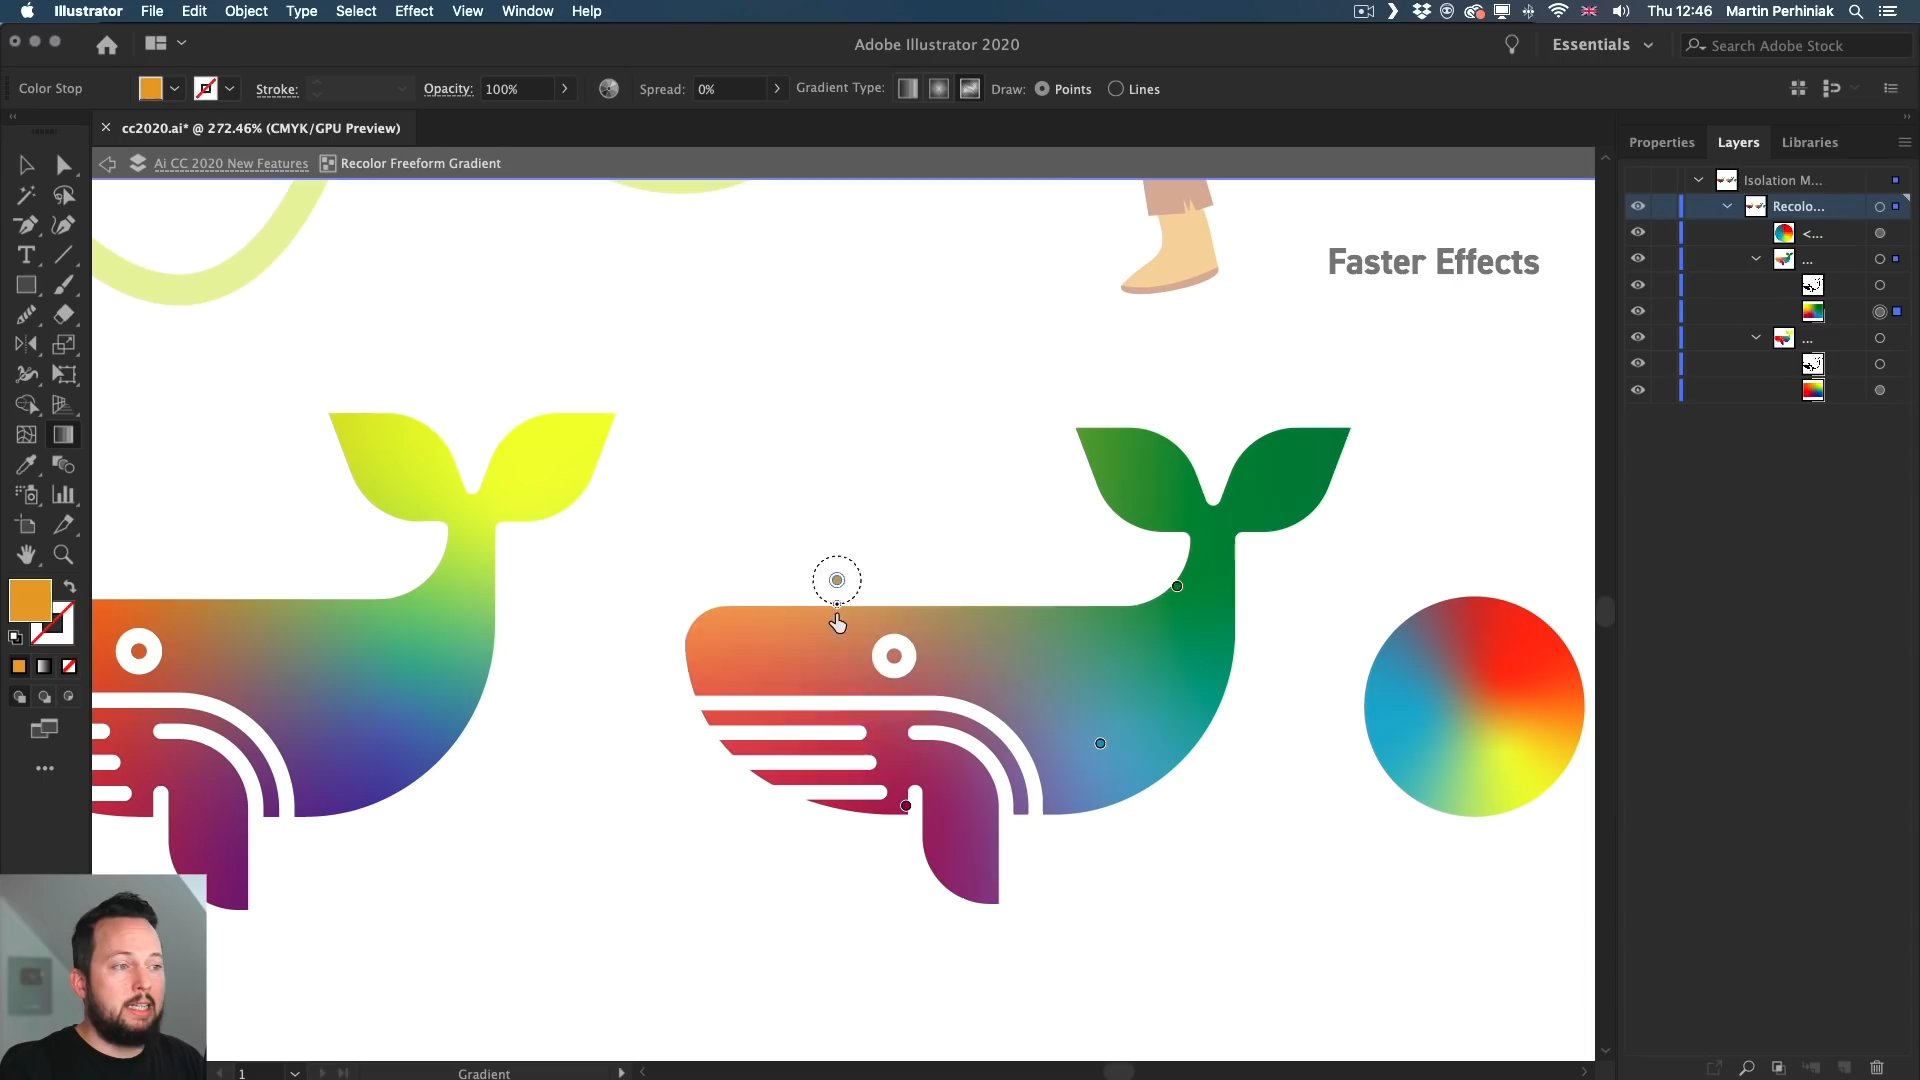 Illustrator File Edit Object Type Select Effect View Window Help Thu 12:46 Martin Perhiniak
Adobe Illustrator 2020 Essentials Search Adobe Stock
Color Stop Stroke: Opacity: 100% Spread: 0% Gradient Type: Draw: Points Lines
cc2020.ai* @ 272.46% (CMYK/GPU Preview)
Properties Layers Libraries
Ai CC 2020 New Features Recolor Freeform Gradient
Isolation M...
Recolo...
<...
...
...
Faster Effects
1 Gradient